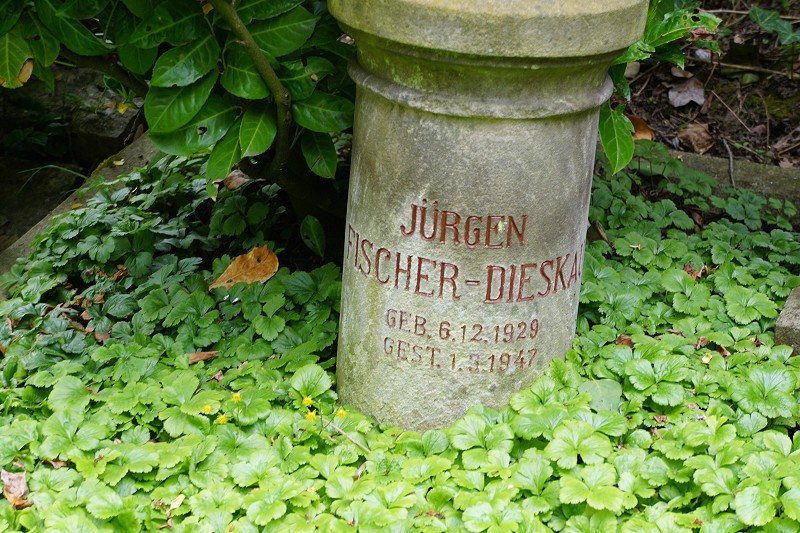 JÜRGEN
FISCHER-DIESKAU
GEB. 6.12.1929
GEST. 1.3.1947